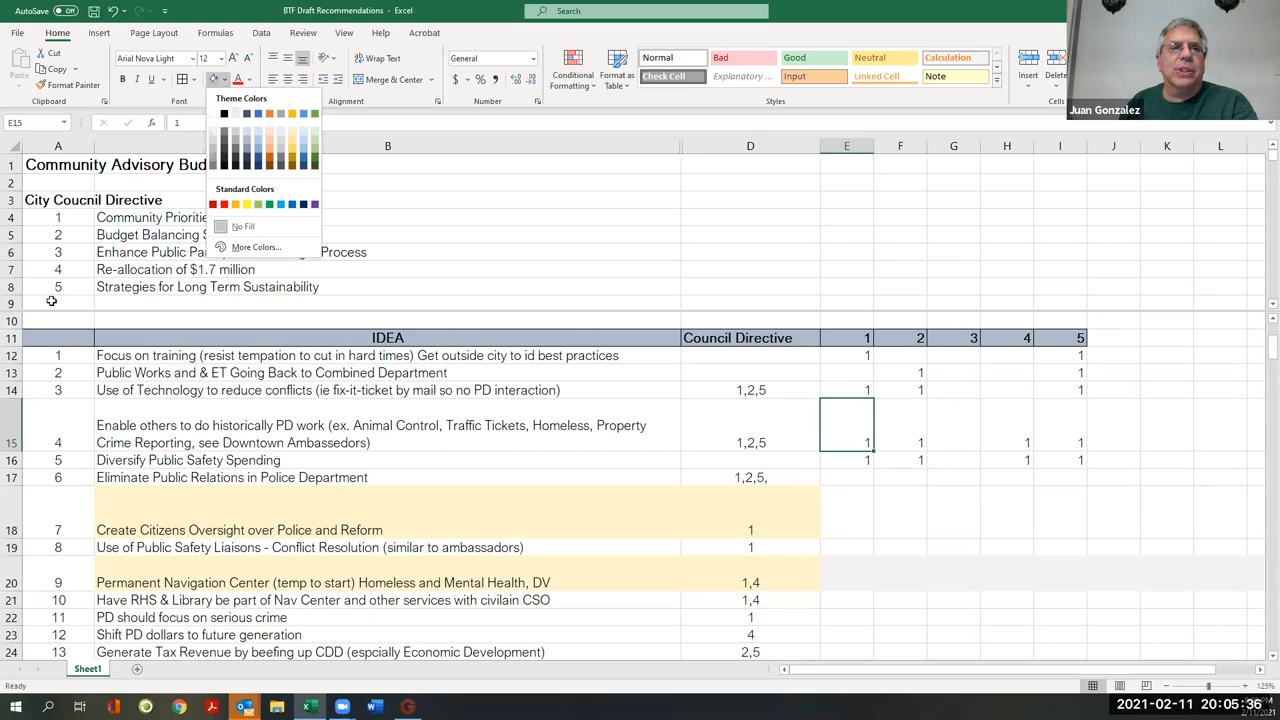 AutoSave Off BTF Draft Recommendations - Excel Search
File Home Insert Page Layout Formulas Data Review View Help Acrobat
Cut Copy Format Painter Paste
Arial Nova Light 12 Wrap Text General
B I U Merge & Center $ % Conditional Formatting Format as Table
Normal Bad Good Neutral Calculation
Check Cell Explanatory ... Input Linked Cell Note
Insert Delete
Clipboard Font Alignment Number Styles Cells
Juan Gonzalez
Theme Colors
Standard Colors
No Fill
More Colors...
E15 fx 1
A B D E F G H I J K L
1 Community Advisory Bud
2
3 City Coucnil Directive
4 1 Community Prioritie
5 2 Budget Balancing S
6 3 Enhance Public Par Process
7 4 Re-allocation of $1.7 million
8 5 Strategies for Long Term Sustainability
9
10
11 IDEA Council Directive 1 2 3 4 5
12 1 Focus on training (resist tempation to cut in hard times) Get outside city to id best practices 1 1
13 2 Public Works and & ET Going Back to Combined Department 1 1
14 3 Use of Technology to reduce conflicts (ie fix-it-ticket by mail so no PD interaction) 1,2,5 1 1 1
Enable others to do historically PD work (ex. Animal Control, Traffic Tickets, Homeless, Property
15 4 Crime Reporting, see Downtown Ambassedors) 1,2,5 1 1 1 1
16 5 Diversify Public Safety Spending 1 1 1 1
17 6 Eliminate Public Relations in Police Department 1,2,5,
18 7 Create Citizens Oversight over Police and Reform 1
19 8 Use of Public Safety Liaisons - Conflict Resolution (similar to ambassadors) 1
20 9 Permanent Navigation Center (temp to start) Homeless and Mental Health, DV 1,4
21 10 Have RHS & Library be part of Nav Center and other services with civilain CSO 1,4
22 11 PD should focus on serious crime 1
23 12 Shift PD dollars to future generation 4
24 13 Generate Tax Revenue by beefing up CDD (espcially Economic Development) 2,5
Sheet1
Ready 125%
2021-02-11 20:05:36
2/11/2021